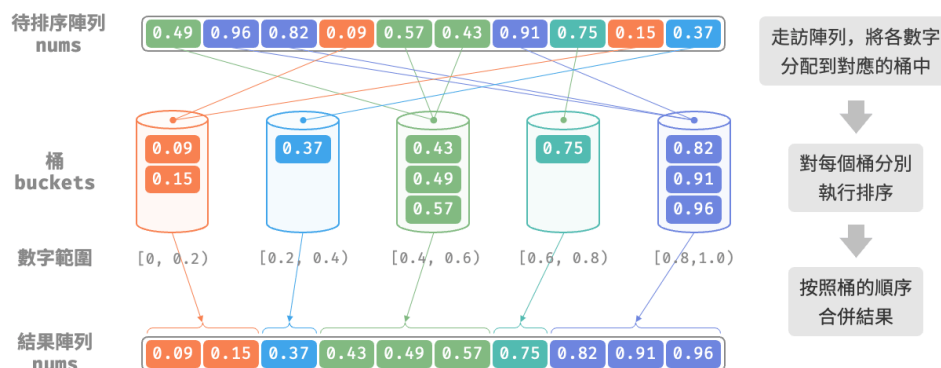 待排序陣列
nums
0.49 0.96 0.82 0.09 0.57 0.43 0.91 0.75 0.15 0.37
走訪陣列，將各數字
分配到對應的桶中
桶
buckets
0.09
0.15
0.37
0.43
0.49
0.57
0.75
0.82
0.91
0.96
對每個桶分別
執行排序
數字範圍
[0, 0.2) [0.2, 0.4) [0.4, 0.6) [0.6, 0.8) [0.8,1.0)
按照桶的順序
合併結果
結果陣列
nums
0.09 0.15 0.37 0.43 0.49 0.57 0.75 0.82 0.91 0.96